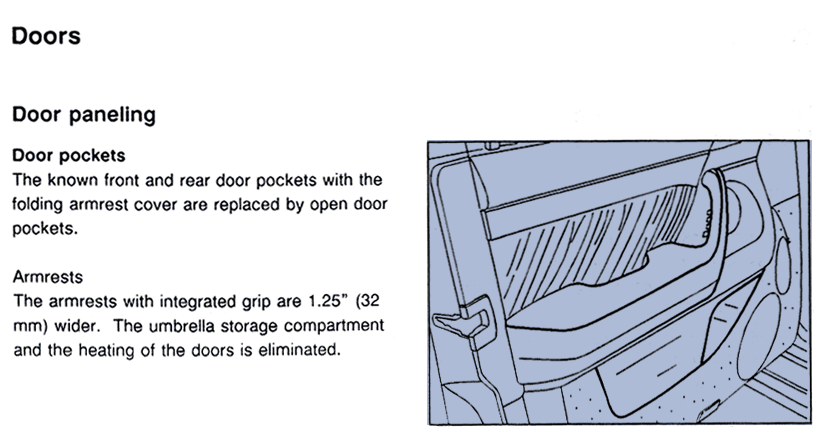 Doors
Door paneling
Door pockets
The known front and rear door pockets with the
folding armrest cover are replaced by open door
pockets.
Armrests
The armrests with integrated grip are 1.25" (32
mm) wider. The umbrella storage compartment
and the heating of the doors is eliminated.